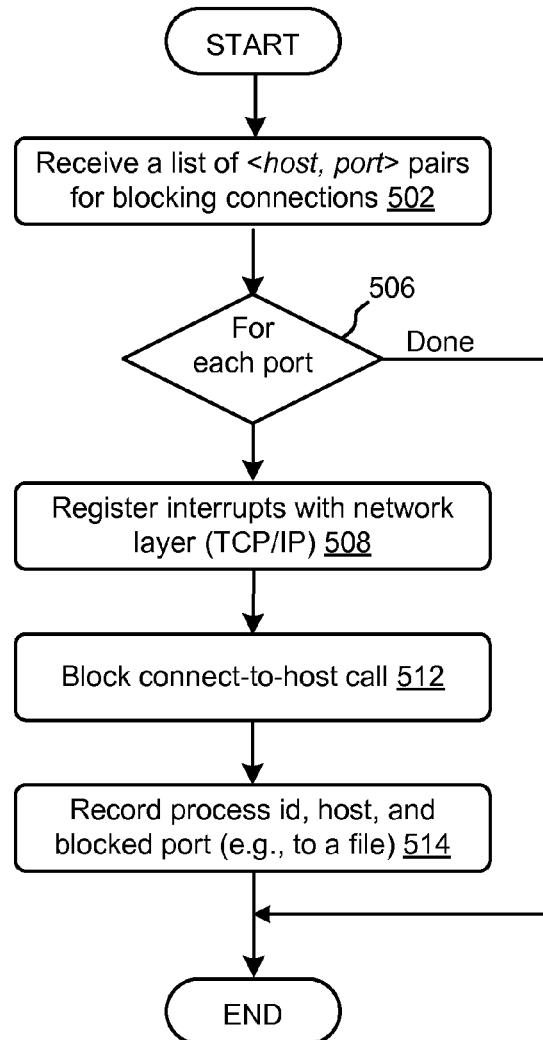 START
Receive a list of <host, port> pairs
for blocking connections 502
506
For
each port
Done
Register interrupts with network
layer (TCP/IP) 508
Block connect-to-host call 512
Record process id, host, and
blocked port (e.g., to a file) 514
END